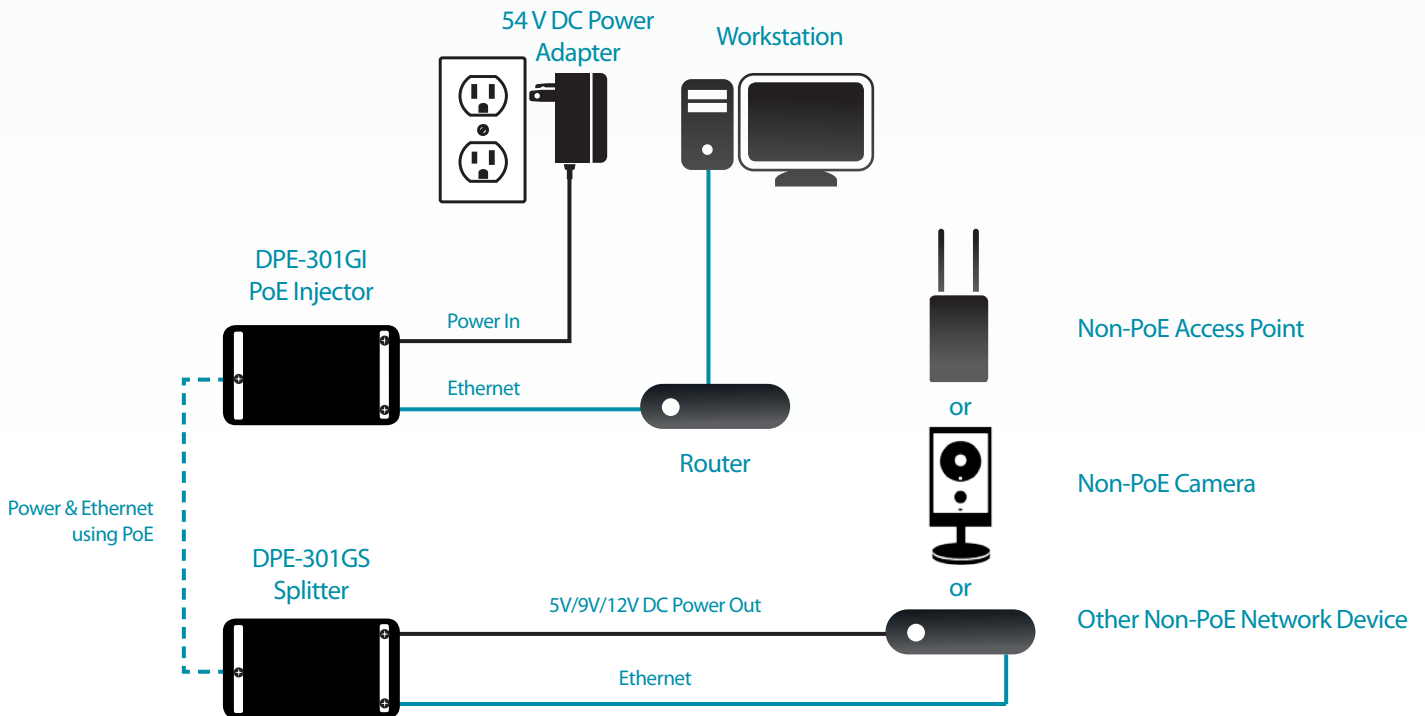 54 V DC Power
Adapter
Workstation
DPE-301GI
PoE Injector
Power In
Ethernet
Router
Non-PoE Access Point
or
Non-PoE Camera
or
Other Non-PoE Network Device
Power & Ethernet
using PoE
DPE-301GS
Splitter
5V/9V/12V DC Power Out
Ethernet